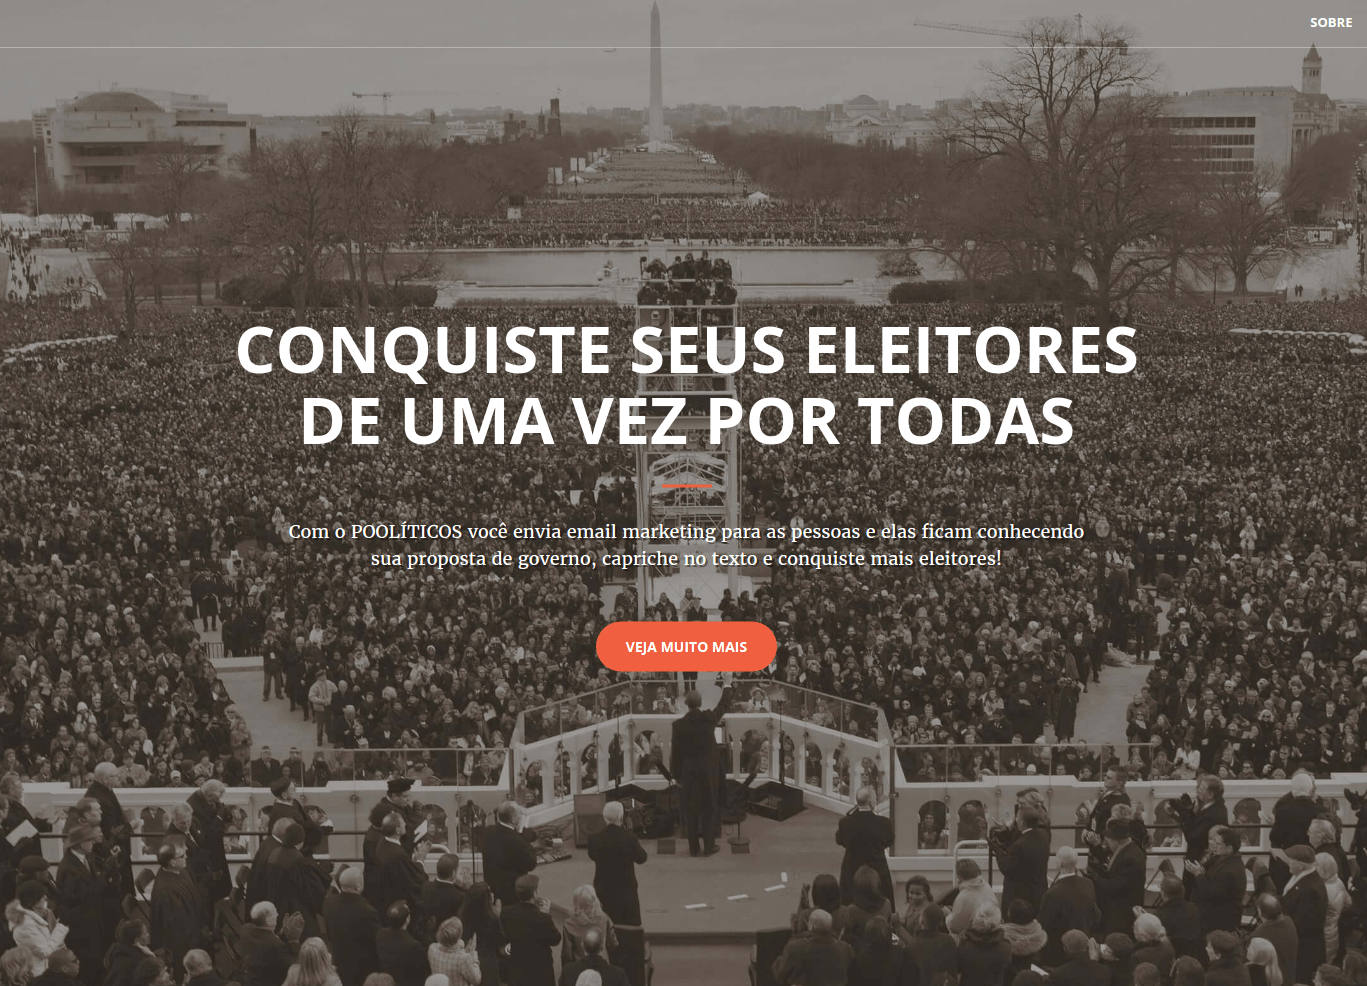 SOBRE
CONQUISTE SEUS ELEITORES
DE UMA VEZ POR TODAS
Com o POOLÍTICOS você envia email marketing para as pessoas e elas ficam conhecendo
sua proposta de governo, capriche no texto e conquiste mais eleitores!
VEJA MUITO MAIS